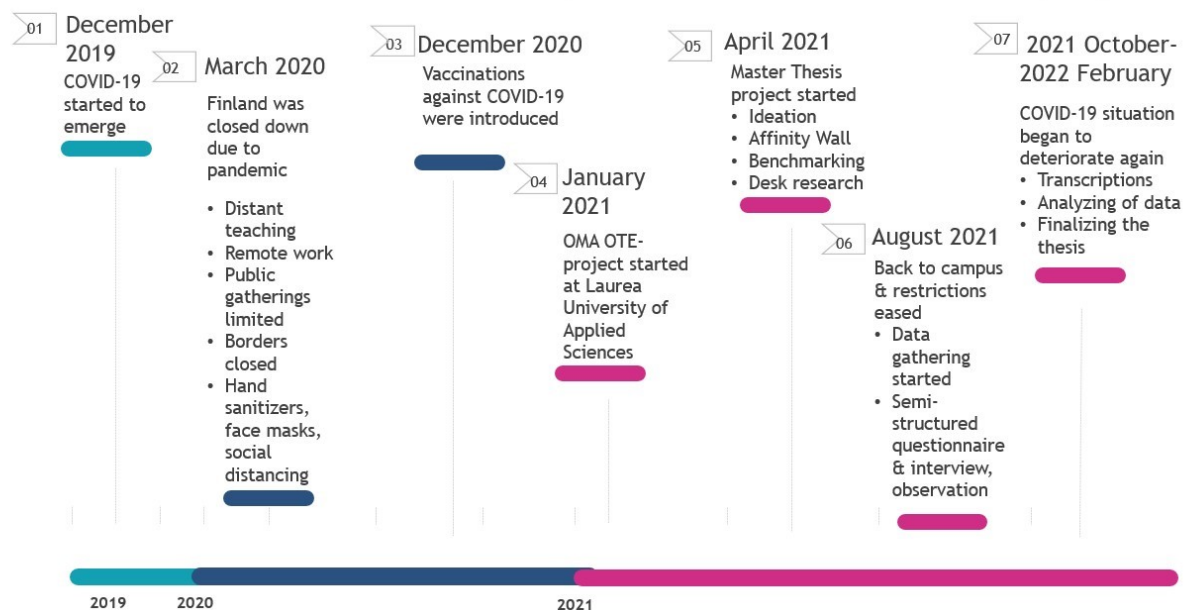 01
December
2019
COVID-19
started to
emerge
02
March 2020
Finland was
closed down
due to
pandemic
• Distant
teaching
• Remote work
• Public
gatherings
limited
• Borders
closed
• Hand
sanitizers,
face masks,
social
distancing
03
December 2020
Vaccinations
against COVID-19
were introduced
04
January
2021
OMA OTE-
project started
at Laurea
University of
Applied
Sciences
05
April 2021
Master Thesis
project started
• Ideation
• Affinity Wall
• Benchmarking
• Desk research
06
August 2021
Back to campus
& restrictions
eased
• Data
gathering
started
• Semi-
structured
questionnaire
& interview,
observation
07
2021 October-
2022 February
COVID-19 situation
began to
deteriorate again
• Transcriptions
• Analyzing of data
• Finalizing the
thesis
2019
2020
2021